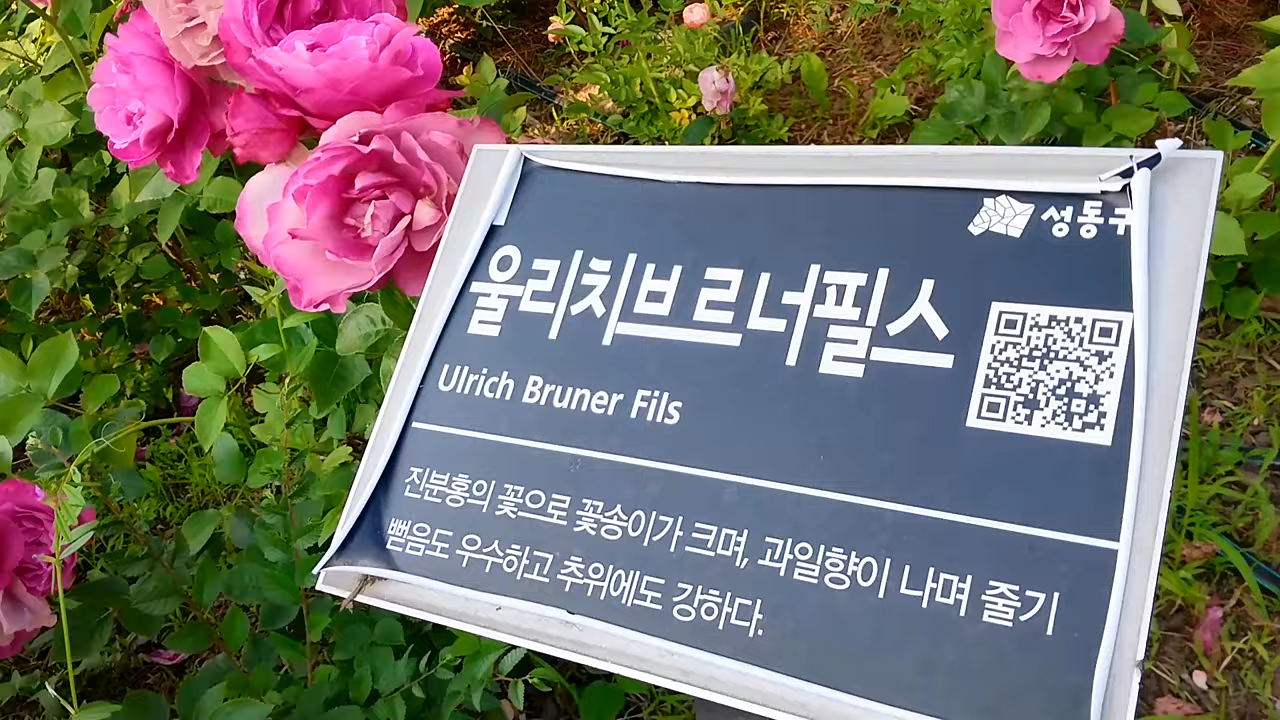 성동구
울리치브르너필스
Ulrich Bruner Fils
진분홍의 꽃으로 꽃송이가 크며, 과일향이 나며 줄기
뻗음도 우수하고 추위에도 강하다.